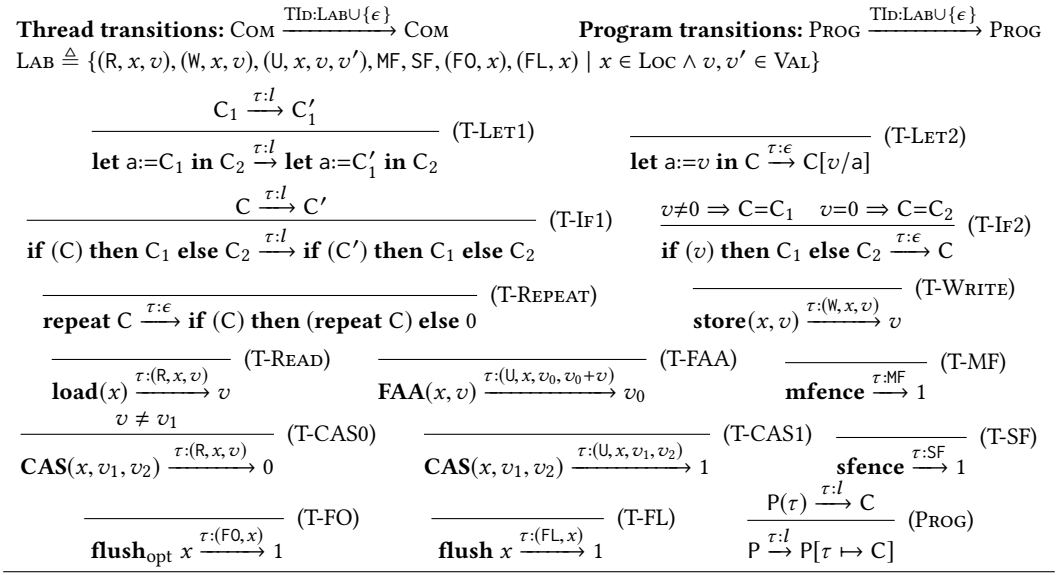 Thread transitions: Com TId:Lab∪{ϵ} ⟶ Com Program transitions: Prog TId:Lab∪{ϵ} ⟶ Prog
Lab ≜ {(R, x, v), (W, x, v), (U, x, v, v′), MF, SF, (FO, x), (FL, x) | x ∈ Loc ∧ v, v′ ∈ Val}
C₁ τ:l ⟶ C′₁
(T-Let1) (T-Let2)
let a:=C₁ in C₂ τ:l → let a:=C′₁ in C₂ let a:=v in C τ:ϵ → C[v/a]
C τ:l ⟶ C′ v≠0 ⇒ C=C₁ v=0 ⇒ C=C₂
(T-If1) (T-If2)
if (C) then C₁ else C₂ τ:l ⟶ if (C′) then C₁ else C₂ if (v) then C₁ else C₂ τ:ϵ ⟶ C
(T-Repeat) (T-Write)
repeat C τ:ϵ ⟶ if (C) then (repeat C) else 0 store(x, v) τ:(W, x, v) ⟶ v
(T-Read) (T-FAA) (T-MF)
load(x) τ:(R, x, v) ⟶ v FAA(x, v) τ:(U, x, v₀, v₀+v) ⟶ v₀ mfence τ:MF ⟶ 1
v ≠ v₁
(T-CAS0) (T-CAS1) (T-SF)
CAS(x, v₁, v₂) τ:(R, x, v) ⟶ 0 CAS(x, v₁, v₂) τ:(U, x, v₁, v₂) ⟶ 1 sfence τ:SF ⟶ 1
P(τ) τ:l ⟶ C
(T-FO) (T-FL) (Prog)
flush_opt x τ:(FO, x) ⟶ 1 flush x τ:(FL, x) ⟶ 1 P τ:l → P[τ ↦ C]